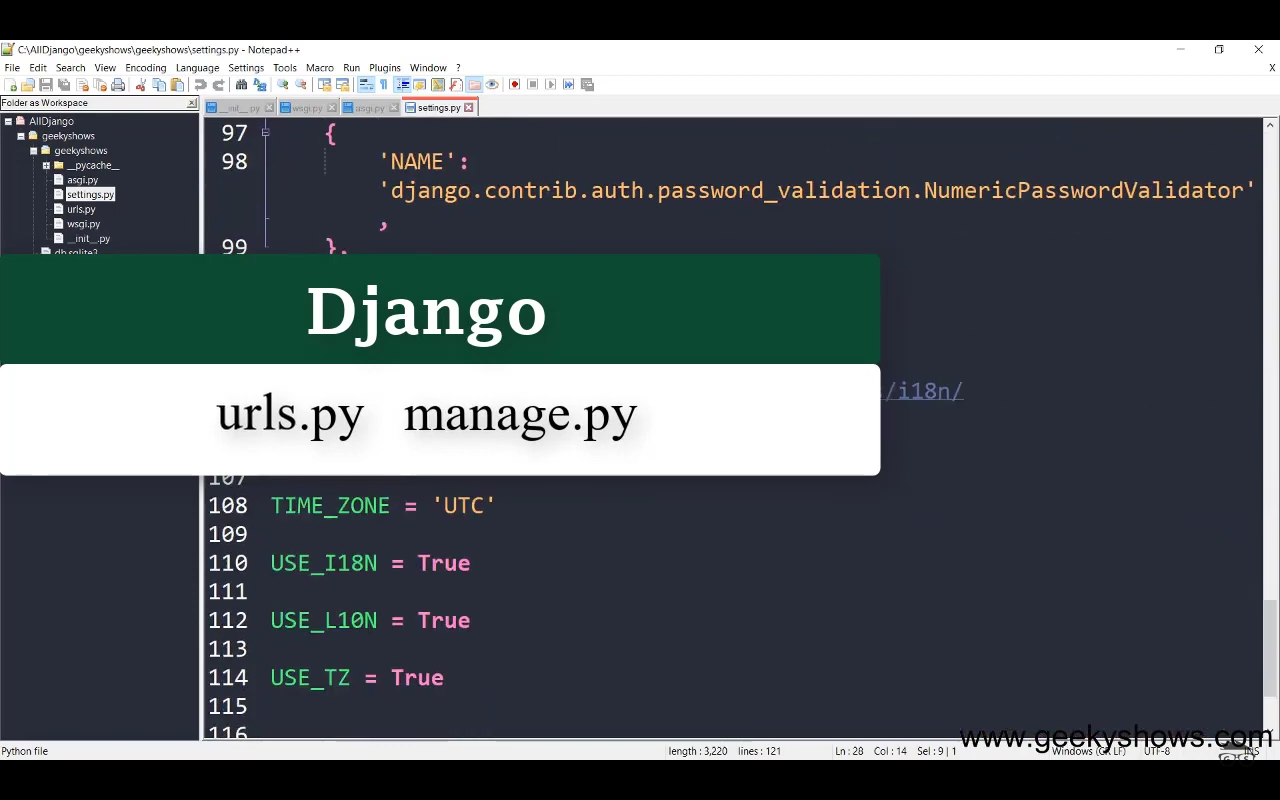 C:\AllDjango\geekyshows\geekyshows\settings.py - Notepad++
File Edit Search View Encoding Language Settings Tools Macro Run Plugins Window ? X
Folder as Workspace
__init__.py wsgi.py asgi.py settings.py
AllDjango
geekyshows
geekyshows
__pycache__
asgi.py
settings.py
urls.py
wsgi.py
__init__.py
db.sqlite3
97 {
98 'NAME':
'django.contrib.auth.password_validation.NumericPasswordValidator'
,
99 },
Django
/i18n/
urls.py manage.py
107
108 TIME_ZONE = 'UTC'
109
110 USE_I18N = True
111
112 USE_L10N = True
113
114 USE_TZ = True
115
116
www.geekyshows.com
Python file length : 3,220 lines : 121 Ln : 28 Col : 14 Sel : 9 | 1 Windows (CR LF) UTF-8 INS